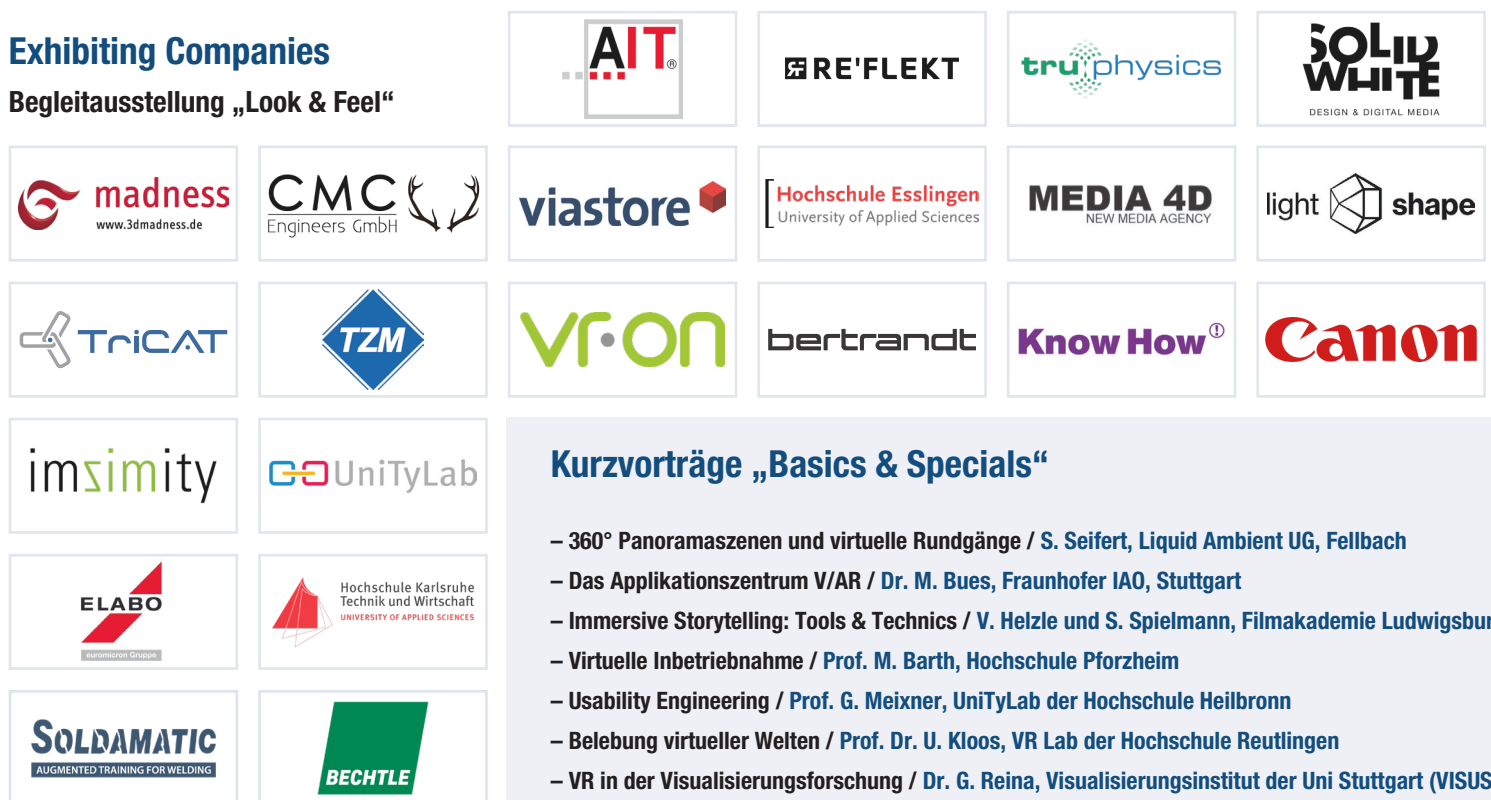 Exhibiting Companies
Begleitausstellung „Look & Feel“
AIT®
RE'FLEKT
tru physics
SOLID
WHITE
DESIGN & DIGITAL MEDIA
madness
www.3dmadness.de
CMC
Engineers GmbH
viastore
Hochschule Esslingen
University of Applied Sciences
MEDIA 4D
NEW MEDIA AGENCY
light shape
TriCAT
TZM
vr·on
bertrandt
Know How
Canon
imsimity
UniTyLab
ELABO
euromicron Gruppe
Hochschule Karlsruhe
Technik und Wirtschaft
UNIVERSITY OF APPLIED SCIENCES
SOLDAMATIC
AUGMENTED TRAINING FOR WELDING
BECHTLE
Kurzvorträge „Basics & Specials“
– 360° Panoramaszenen und virtuelle Rundgänge / S. Seifert, Liquid Ambient UG, Fellbach
– Das Applikationszentrum V/AR / Dr. M. Bues, Fraunhofer IAO, Stuttgart
– Immersive Storytelling: Tools & Technics / V. Helzle und S. Spielmann, Filmakademie Ludwigsbur
– Virtuelle Inbetriebnahme / Prof. M. Barth, Hochschule Pforzheim
– Usability Engineering / Prof. G. Meixner, UniTyLab der Hochschule Heilbronn
– Belebung virtueller Welten / Prof. Dr. U. Kloos, VR Lab der Hochschule Reutlingen
– VR in der Visualisierungsforschung / Dr. G. Reina, Visualisierungsinstitut der Uni Stuttgart (VISUS